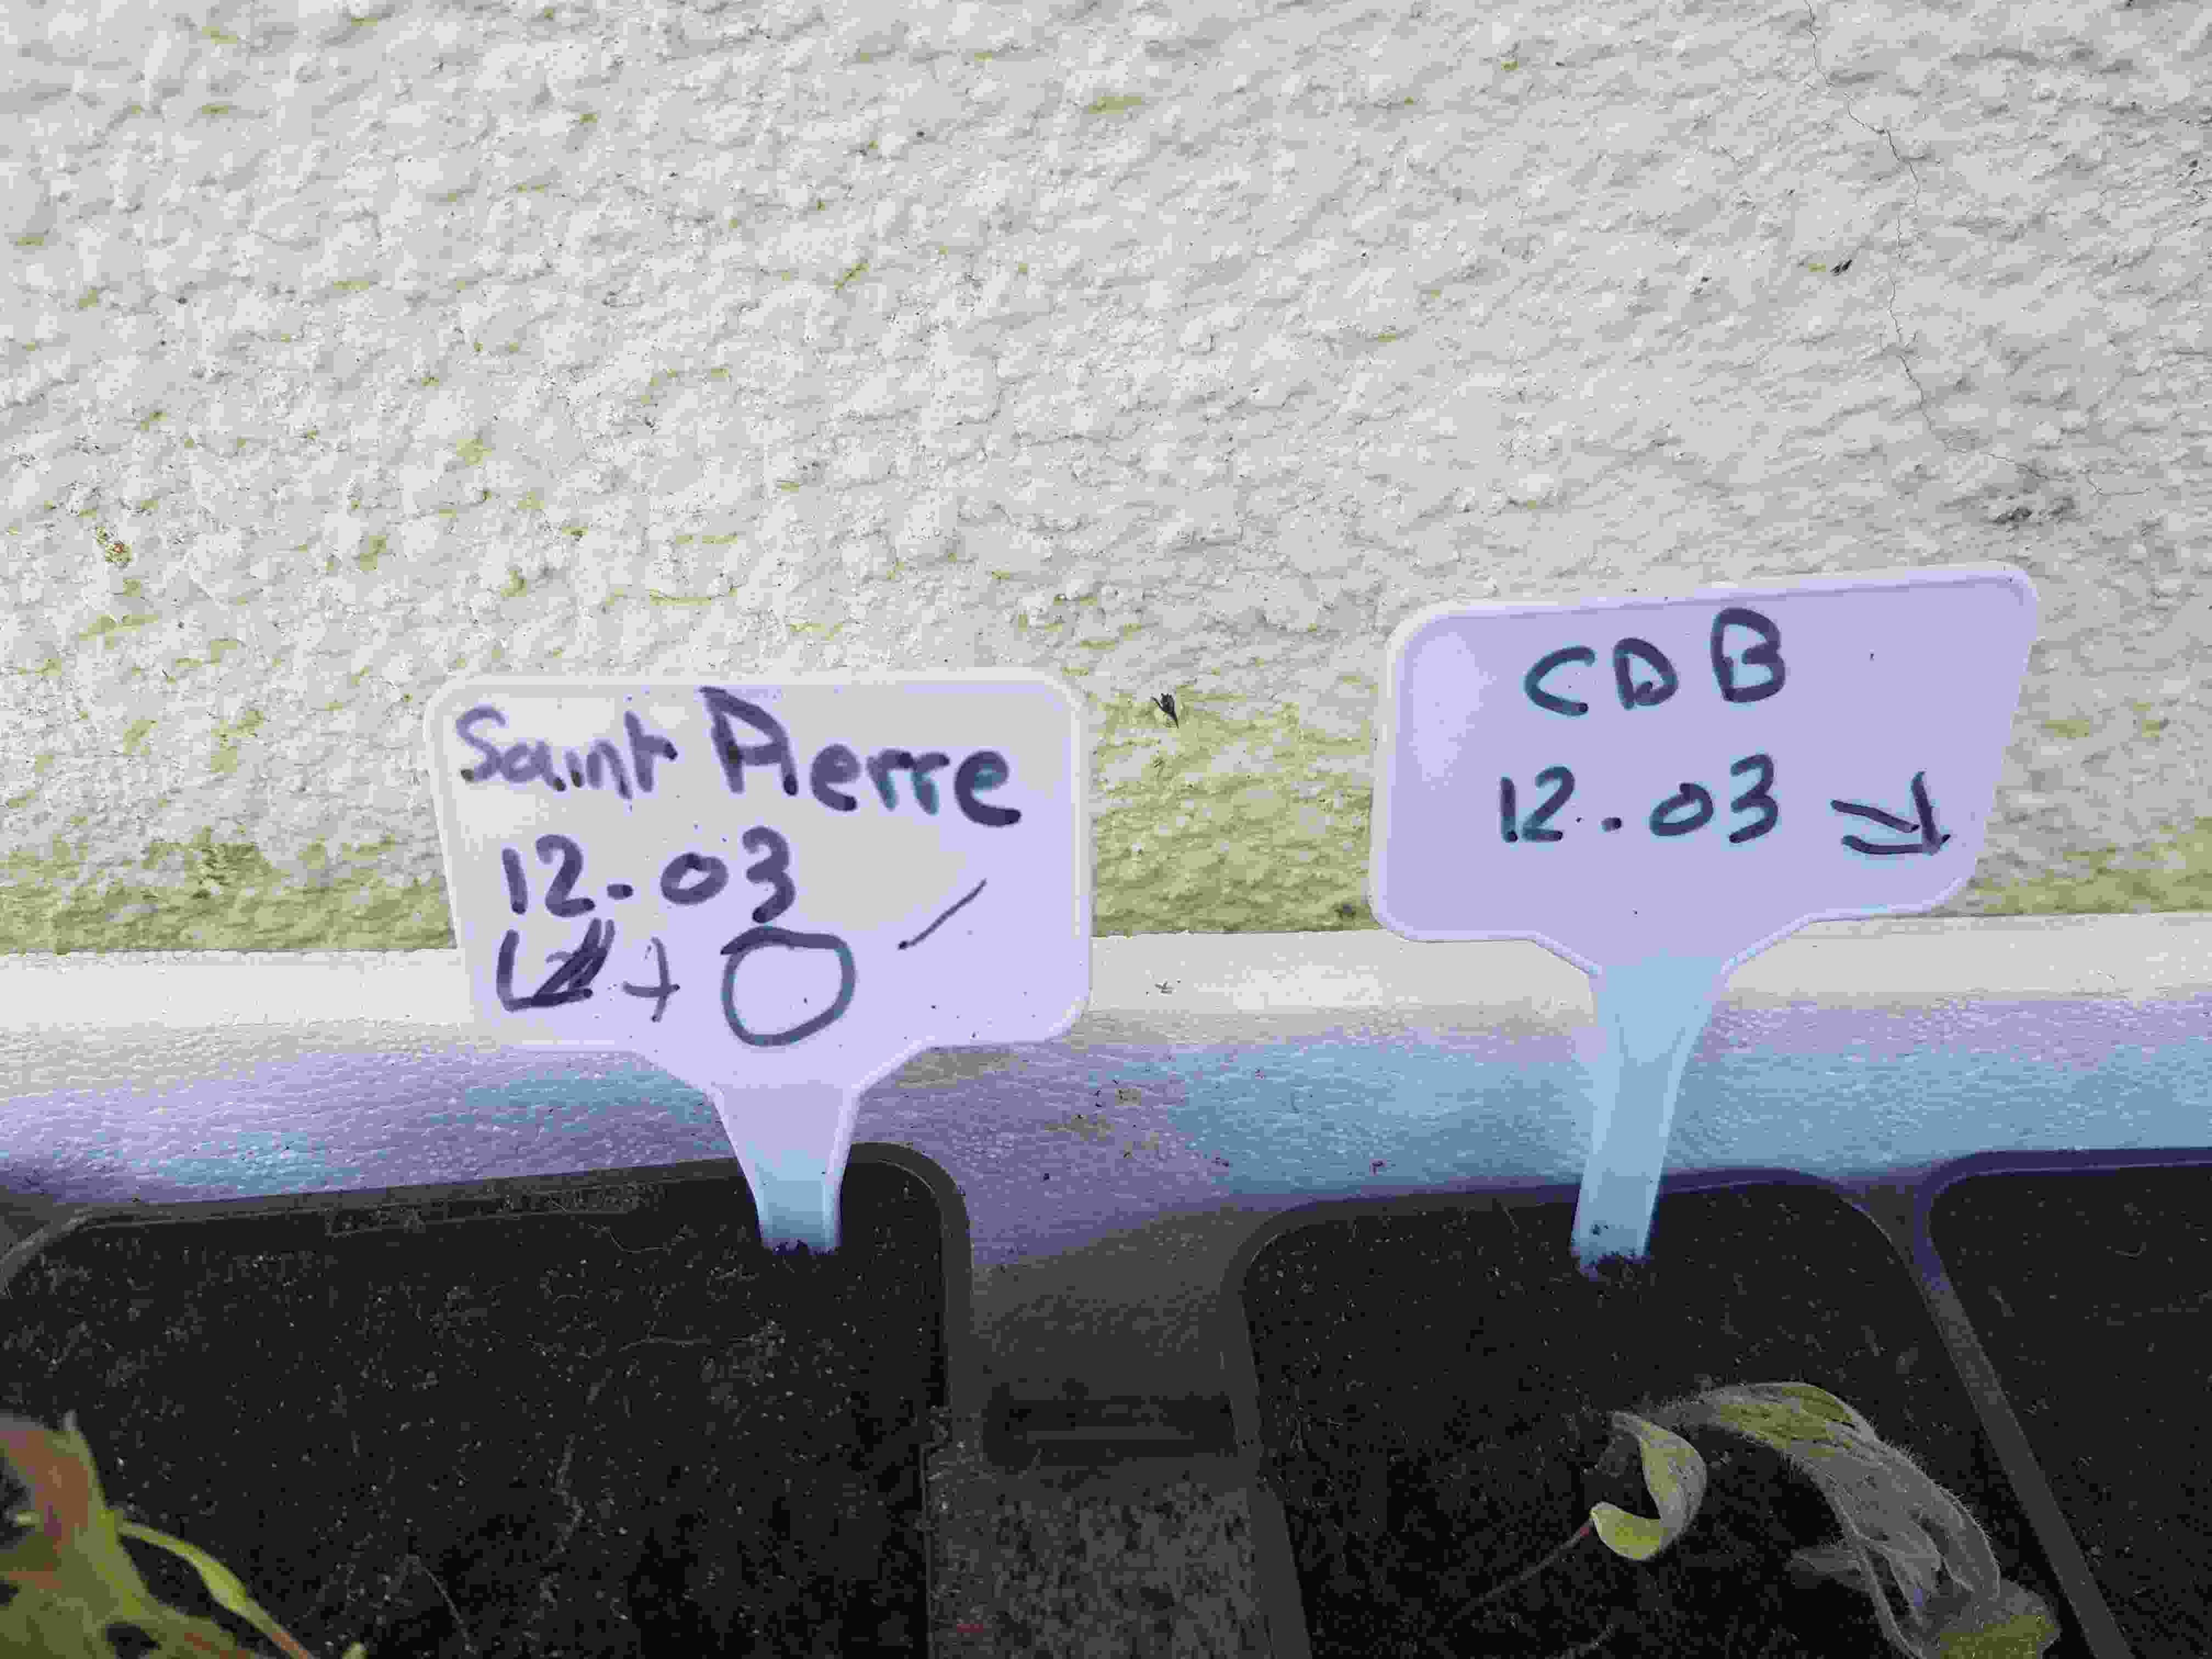 Saint Pierre
12.03
+ O
CDB
12.03